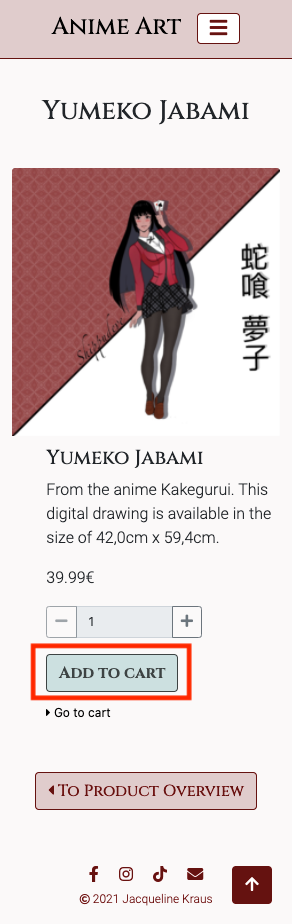 Anime Art
Yumeko Jabami
蛇喰 夢子
Yumeko Jabami
From the anime Kakegurui. This
digital drawing is available in the
size of 42,0cm x 59,4cm.
39.99€
1
Add to cart
Go to cart
To Product Overview
© 2021 Jacqueline Kraus